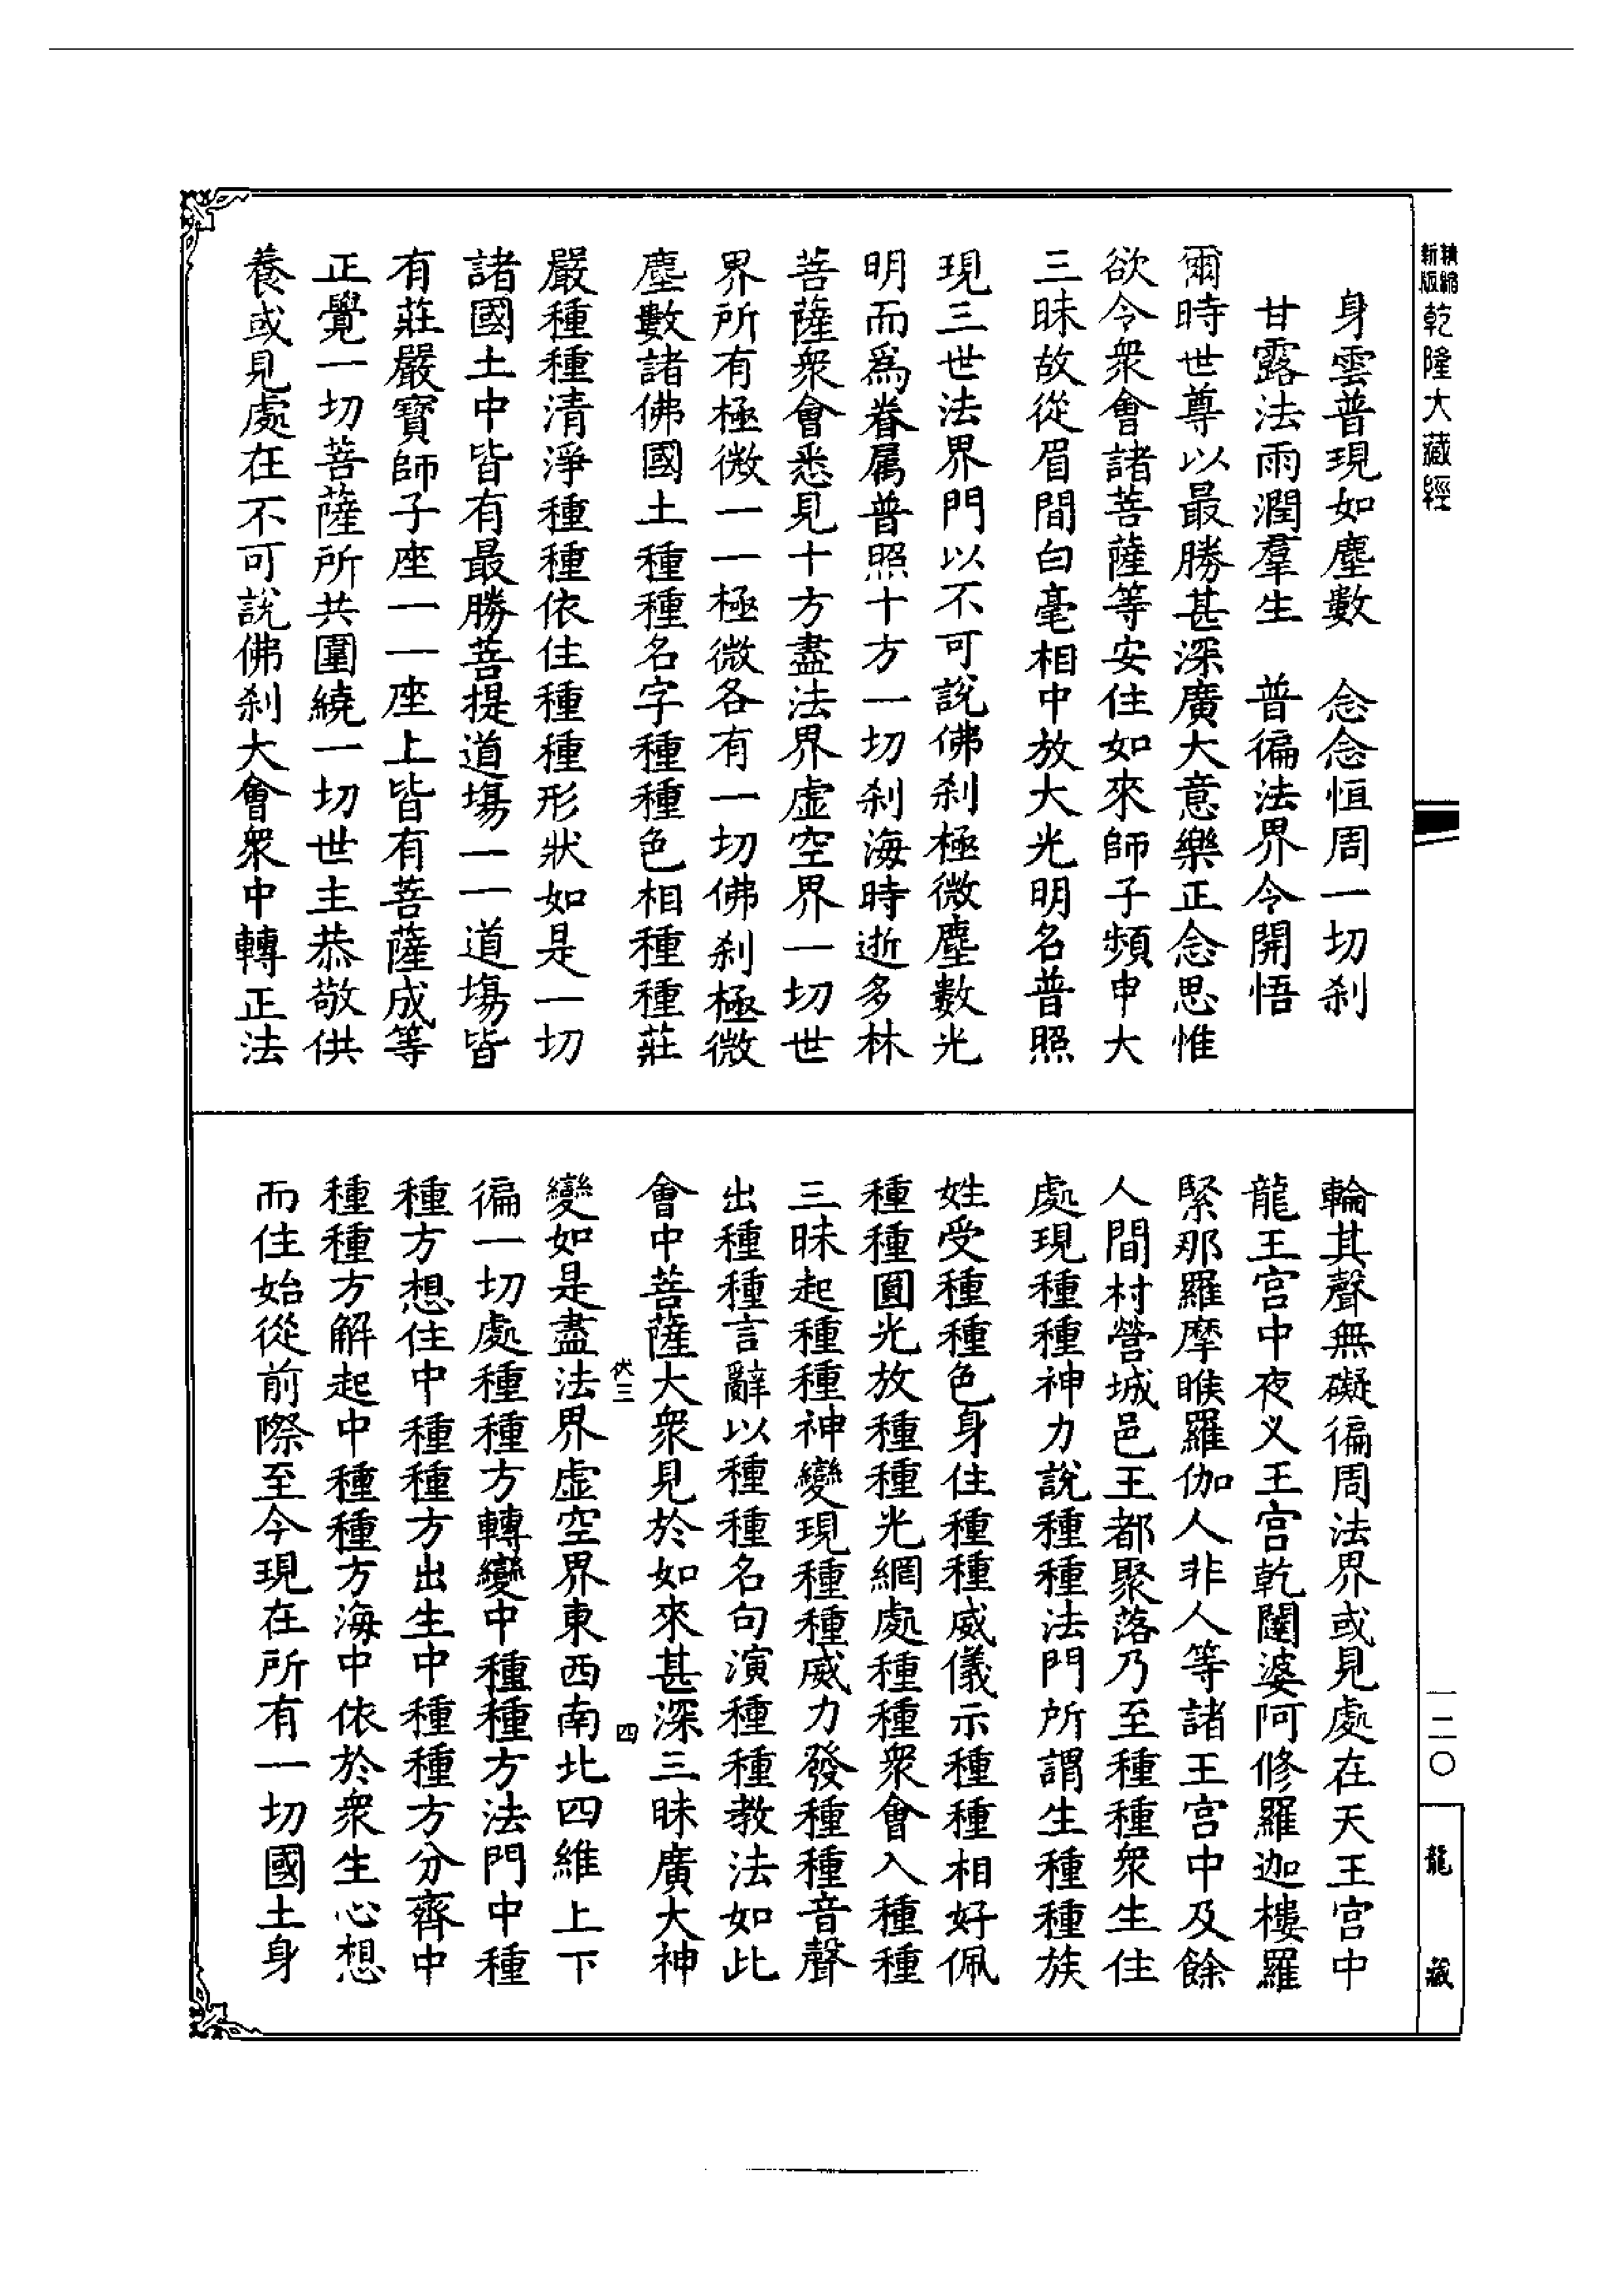 新版精縮乾隆大藏經
身雲普現如塵數　念念恒周一切刹
甘露法雨潤羣生　普徧法界令開悟
爾時世尊以最勝甚深廣大意樂正念思惟
欲令衆會諸菩薩等安住如來師子頻申大
三昧故從眉間白毫相中放大光明名普照
現三世法界門以不可說佛刹極微塵數光
明而爲眷屬普照十方一切刹海時逝多林
菩薩衆會悉見十方盡法界虛空界一切世
界所有極微一一極微各有一切佛刹極微
塵數諸佛國土種種名字種種色相種種莊
嚴種種清淨種種依住種種形狀如是一切
諸國土中皆有最勝菩提道場一一道場皆
有莊嚴寶師子座一一座上皆有菩薩成等
正覺一切菩薩所共圍繞一切世主恭敬供
養或見處在不可說佛刹大會衆中轉正法
輪其聲無礙徧周法界或見處在天王宮中
龍王宮中夜义王宮乾闥婆阿修羅迦樓羅
緊那羅摩睺羅伽人非人等諸王宮中及餘
人間村營城邑王都聚落乃至種種衆生住
處現種種神力說種種法門所謂生種種族
姓受種種色身住種種威儀示種種相好佩
種種圓光放種種光網處種種衆會入種種
三昧起種種神變現種種威力發種種音聲
出種種言辭以種種名句演種種教法如此
會中菩薩大衆見於如來甚深三昧廣大神
伏三　四
變如是盡法界虛空界東西南北四維上下
徧一切處種種方轉變中種種方法門中種
種方想住中種種方出生中種種方分齊中
種種方解起中種種方海中依於衆生心想
而住始從前際至今現在所有一切國土身
一二〇
龍藏